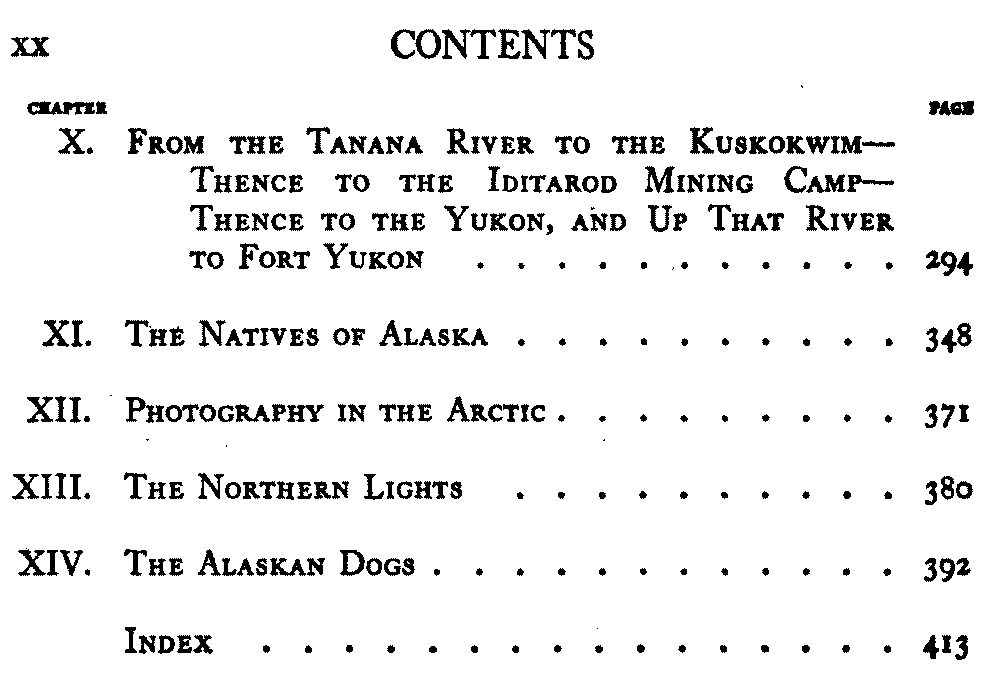 xx CONTENTS
CHAPTER PAGE
X. FROM THE TANANA RIVER TO THE KUSKOKWIM—
THENCE TO THE IDITAROD MINING CAMP—
THENCE TO THE YUKON, AND UP THAT RIVER
TO FORT YUKON . . . . . . . . . . . 294
XI. THE NATIVES OF ALASKA . . . . . . . . . . 348
XII. PHOTOGRAPHY IN THE ARCTIC . . . . . . . . . 371
XIII. THE NORTHERN LIGHTS . . . . . . . . . . 380
XIV. THE ALASKAN DOGS . . . . . . . . . . . . 392
INDEX . . . . . . . . . . . . . . . . 413